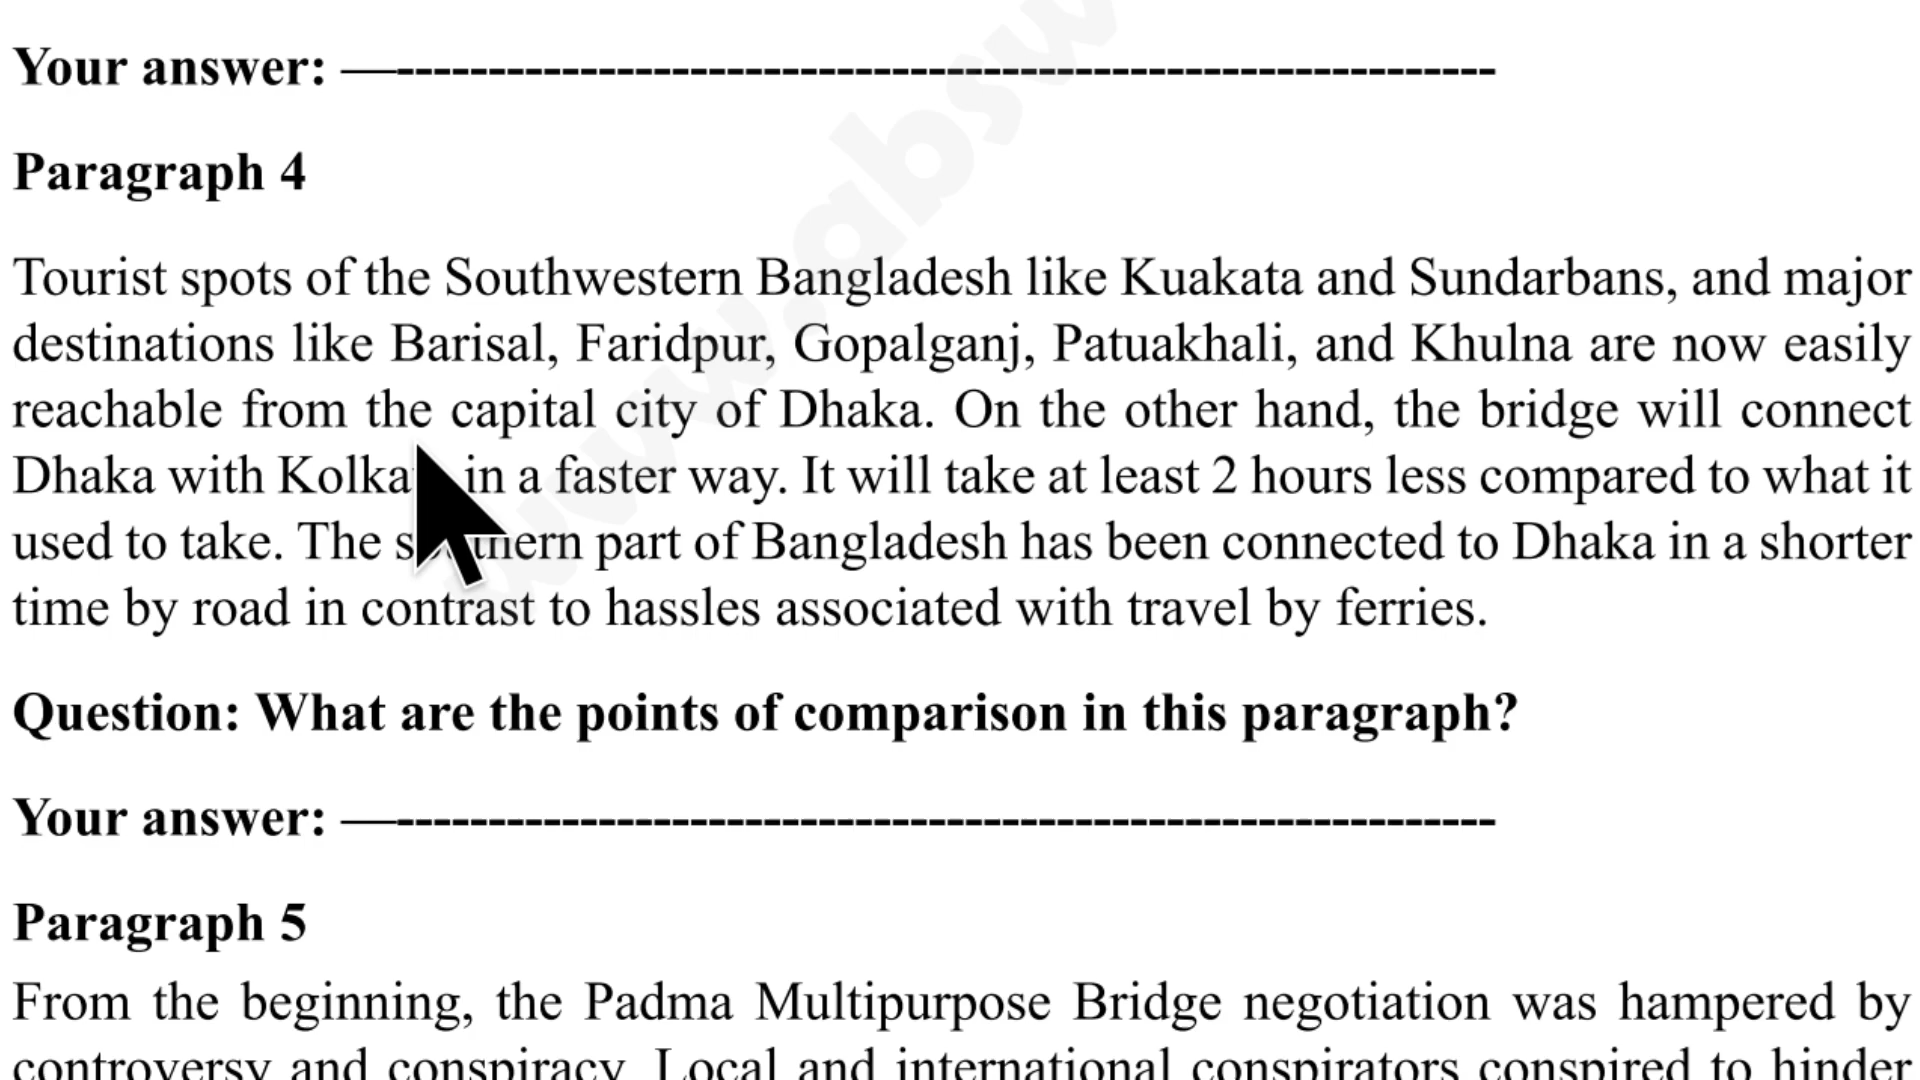 Your answer: —------------------------------------------------------------
Paragraph 4
Tourist spots of the Southwestern Bangladesh like Kuakata and Sundarbans, and major
destinations like Barisal, Faridpur, Gopalganj, Patuakhali, and Khulna are now easily
reachable from the capital city of Dhaka. On the other hand, the bridge will connect
Dhaka with in a faster way. It will take at least 2 hours less compared to what it
used to take. The part of Bangladesh has been connected to Dhaka in a shorter
time by road in contrast to hassles associated with travel by ferries.
Question: What are the points of comparison in this paragraph?
Your answer: —------------------------------------------------------------
Paragraph 5
From the beginning, the Padma Multipurpose Bridge negotiation was hampered by
controversy and conspiracy. Local and international conspirators conspired to hinder
www.absw